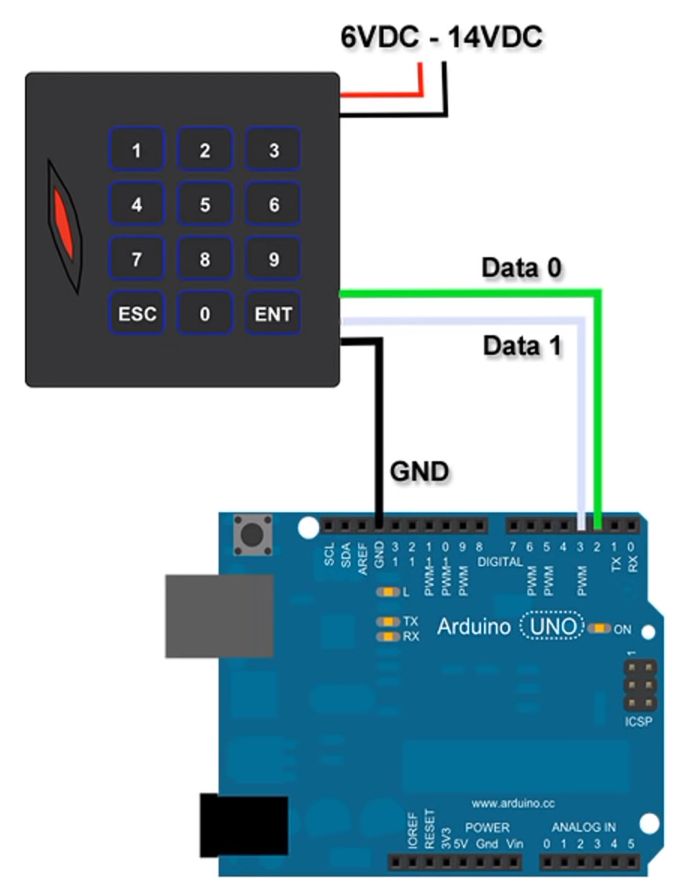 6VDC - 14VDC
1 2 3
4 5 6
7 8 9
ESC 0 ENT
Data 0
Data 1
GND
SCL
SDA
AREF
GND
13
12
PWM 11
PWM 10
PWM 9
8
7
PWM 6
PWM 5
4
PWM 3
2
TX 1
RX 0
DIGITAL
L
TX
RX
Arduino UNO
ON
1
ICSP
www.arduino.cc
POWER ANALOG IN
IOREF
RESET
3V3
5V Gnd Vin 0 1 2 3 4 5